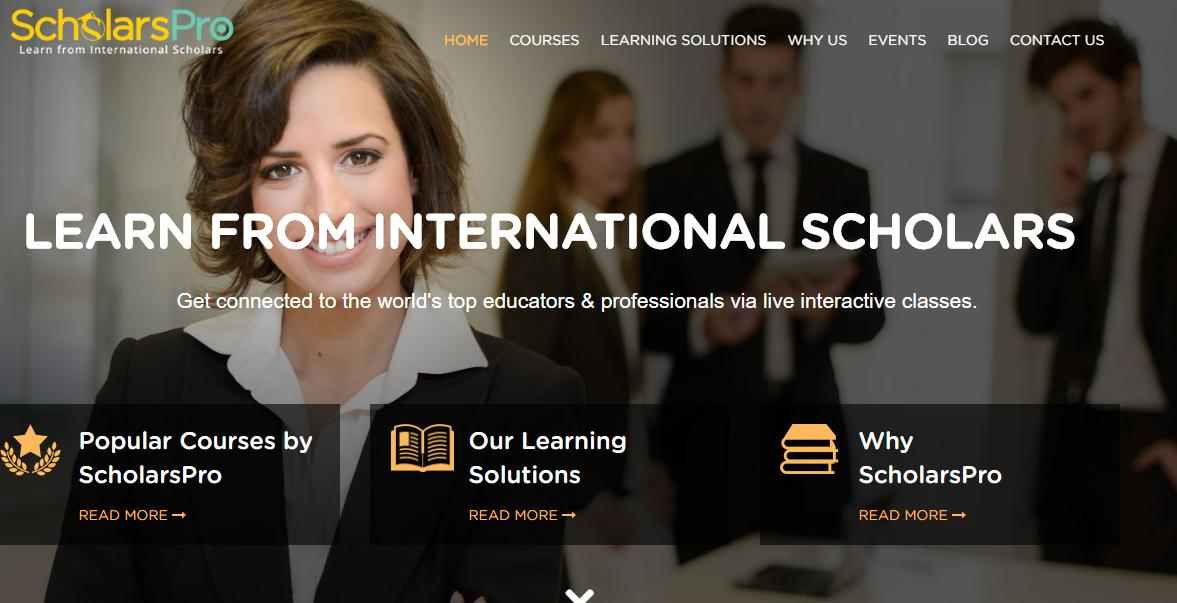 ScholarsPro
Learn from International Scholars
HOME COURSES LEARNING SOLUTIONS WHY US EVENTS BLOG CONTACT US
LEARN FROM INTERNATIONAL SCHOLARS
Get connected to the world's top educators & professionals via live interactive classes.
Popular Courses by
ScholarsPro
READ MORE
Our Learning
Solutions
READ MORE
Why
ScholarsPro
READ MORE